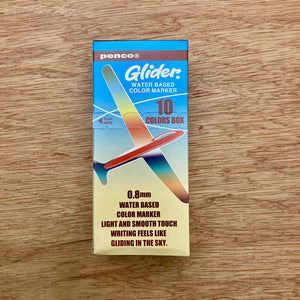 penco®
Glider.
WATER BASED
COLOR MARKER
10
COLORS BOX
0.8mm
WATER BASED
COLOR MARKER
LIGHT AND SMOOTH TOUCH
WRITING FEELS LIKE
GLIDING IN THE SKY.